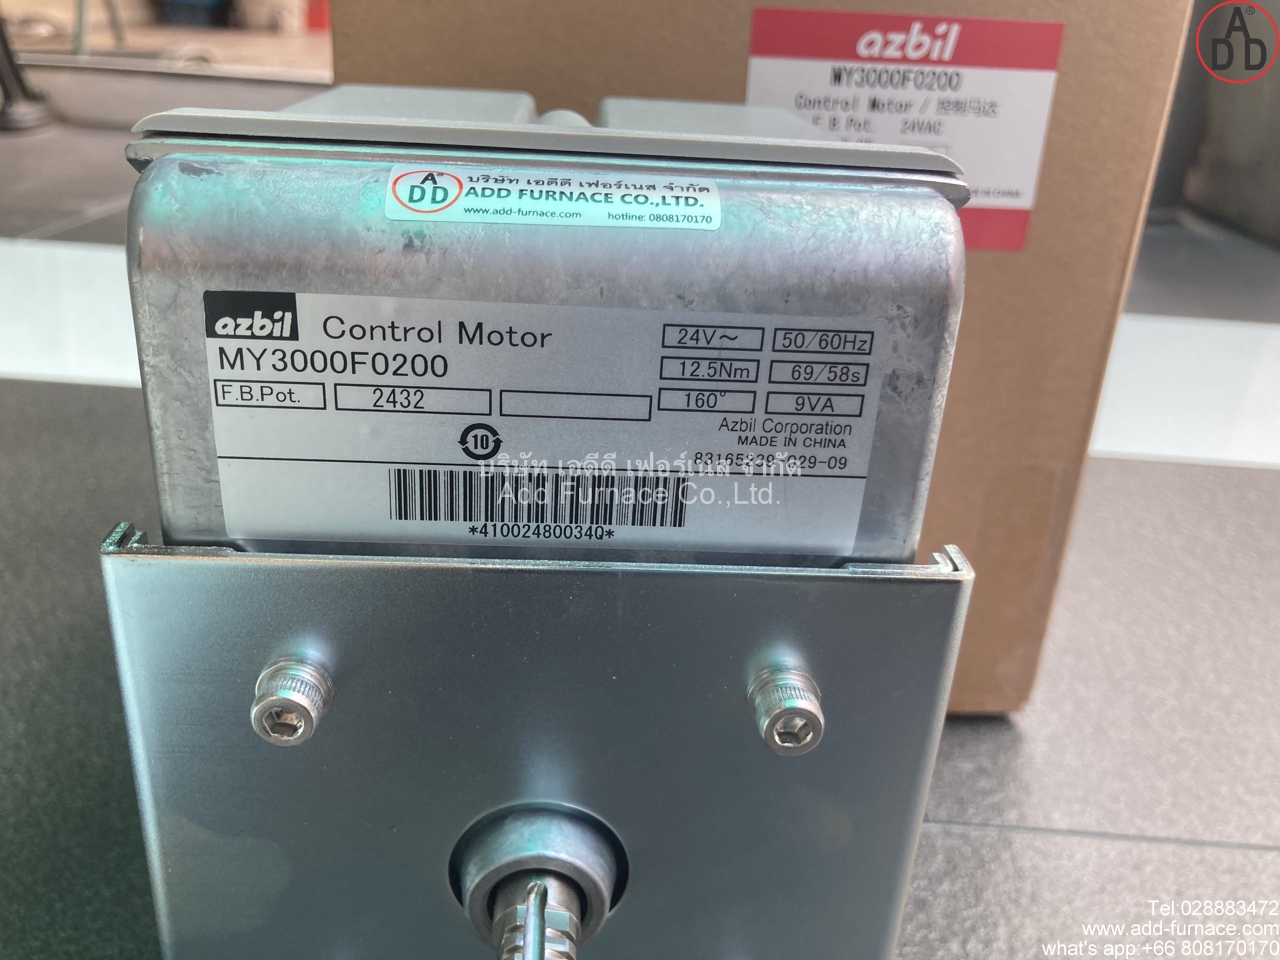 azbil
MY3000F0200
Control Motor / 控制马达
F.B.Pot. 24VAC
ADD®
ADD®
บริษัท เอดีดี เฟอร์เนส จำกัด
ADD FURNACE CO.,LTD.
www.add-furnace.com hotline: 0808170170
azbil Control Motor
MY3000F0200
F.B.Pot. 2432
24V～ 50/60Hz
12.5Nm 69/58s
160° 9VA
Azbil Corporation
MADE IN CHINA
10
บริษัท เอดีดี เฟอร์เนส จำกัด
Add Furnace Co.,Ltd.
*41002480034Q*
Tel:028883472
www.add-furnace.com
what's app:+66 808170170